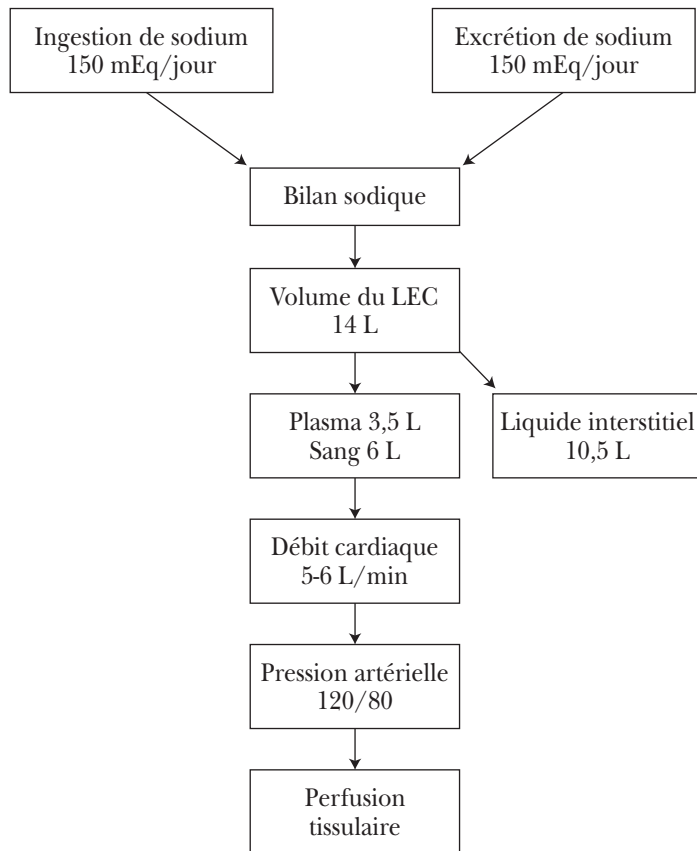 Ingestion de sodium
150 mEq/jour
Excrétion de sodium
150 mEq/jour
Bilan sodique
Volume du LEC
14 L
Plasma 3,5 L
Sang 6 L
Liquide interstitiel
10,5 L
Débit cardiaque
5-6 L/min
Pression artérielle
120/80
Perfusion
tissulaire